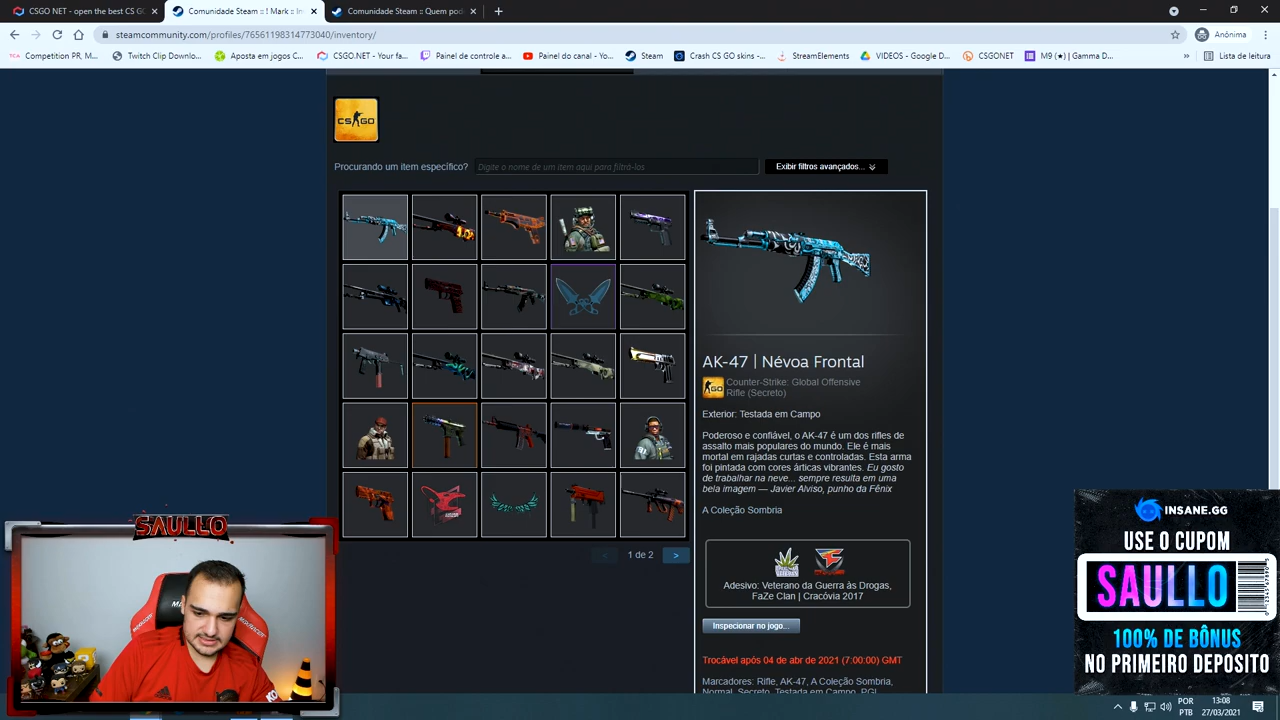 CSGO NET - open the best CS G
Comunidade Steam :: ! Mark :: In
Comunidade Steam :: Quem pod
steamcommunity.com/profiles/76561198314773040/inventory/
Anônima
Competition PR, M...
Twitch Clip Downlo...
Aposta em jogos C...
CSGO.NET - Your fa...
Painel de controle a...
Painel do canal - Yo...
Steam
Crash CS GO skins -...
StreamElements
VIDEOS - Google D...
CSGONET
M9 (★) | Gamma D...
»
Lista de leitura
CS GO
Procurando um item específico?
Digite o nome de um item aqui para filtrá-los
Exibir filtros avançados...
AK-47 | Névoa Frontal
Counter-Strike: Global Offensive
Rifle (Secreto)
Exterior: Testada em Campo
Poderoso e confiável, o AK-47 é um dos rifles de
assalto mais populares do mundo. Ele é mais
mortal em rajadas curtas e controladas. Esta arma
foi pintada com cores árticas vibrantes. Eu gosto
de trabalhar na neve... sempre resulta em uma
bela imagem — Javier Alviso, punho da Fênix
A Coleção Sombria
Adesivo: Veterano da Guerra às Drogas,
FaZe Clan | Cracóvia 2017
Inspecionar no jogo...
Trocável após 04 de abr de 2021 (7:00:00) GMT
Marcadores: Rifle, AK-47, A Coleção Sombria,
Normal, Secreto, Testada em Campo, PGL
< 1 de 2 >
SAULLO
INSANE.GG
USE O CUPOM
SAULLO
100% DE BÔNUS
NO PRIMEIRO DEPOSITO
POR
PTB
13:08
27/03/2021